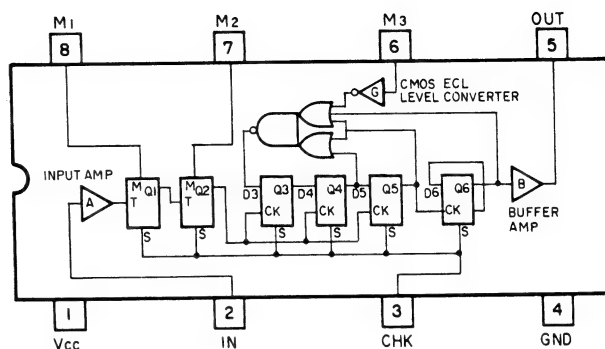 M1 M2 M3 OUT
8 7 6 5
G
CMOS ECL
LEVEL CONVERTER
INPUT AMP
A
M Q1
T
S
M Q2
T
S
D3 Q3
CK
S
D4 Q4
CK
S
D5 Q5
CK
S
D6 Q6
CK
S
B
BUFFER
AMP
1 2 3 4
Vcc IN CHK GND